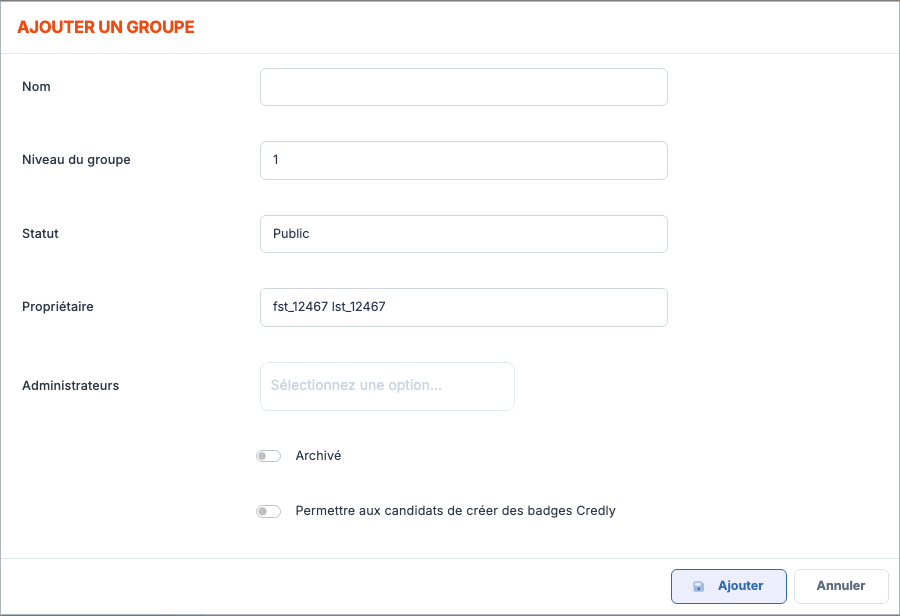 AJOUTER UN GROUPE
Nom
Niveau du groupe
1
Statut
Public
Propriétaire
fst_12467 lst_12467
Administrateurs
Sélectionnez une option...
Archivé
Permettre aux candidats de créer des badges Credly
Ajouter
Annuler